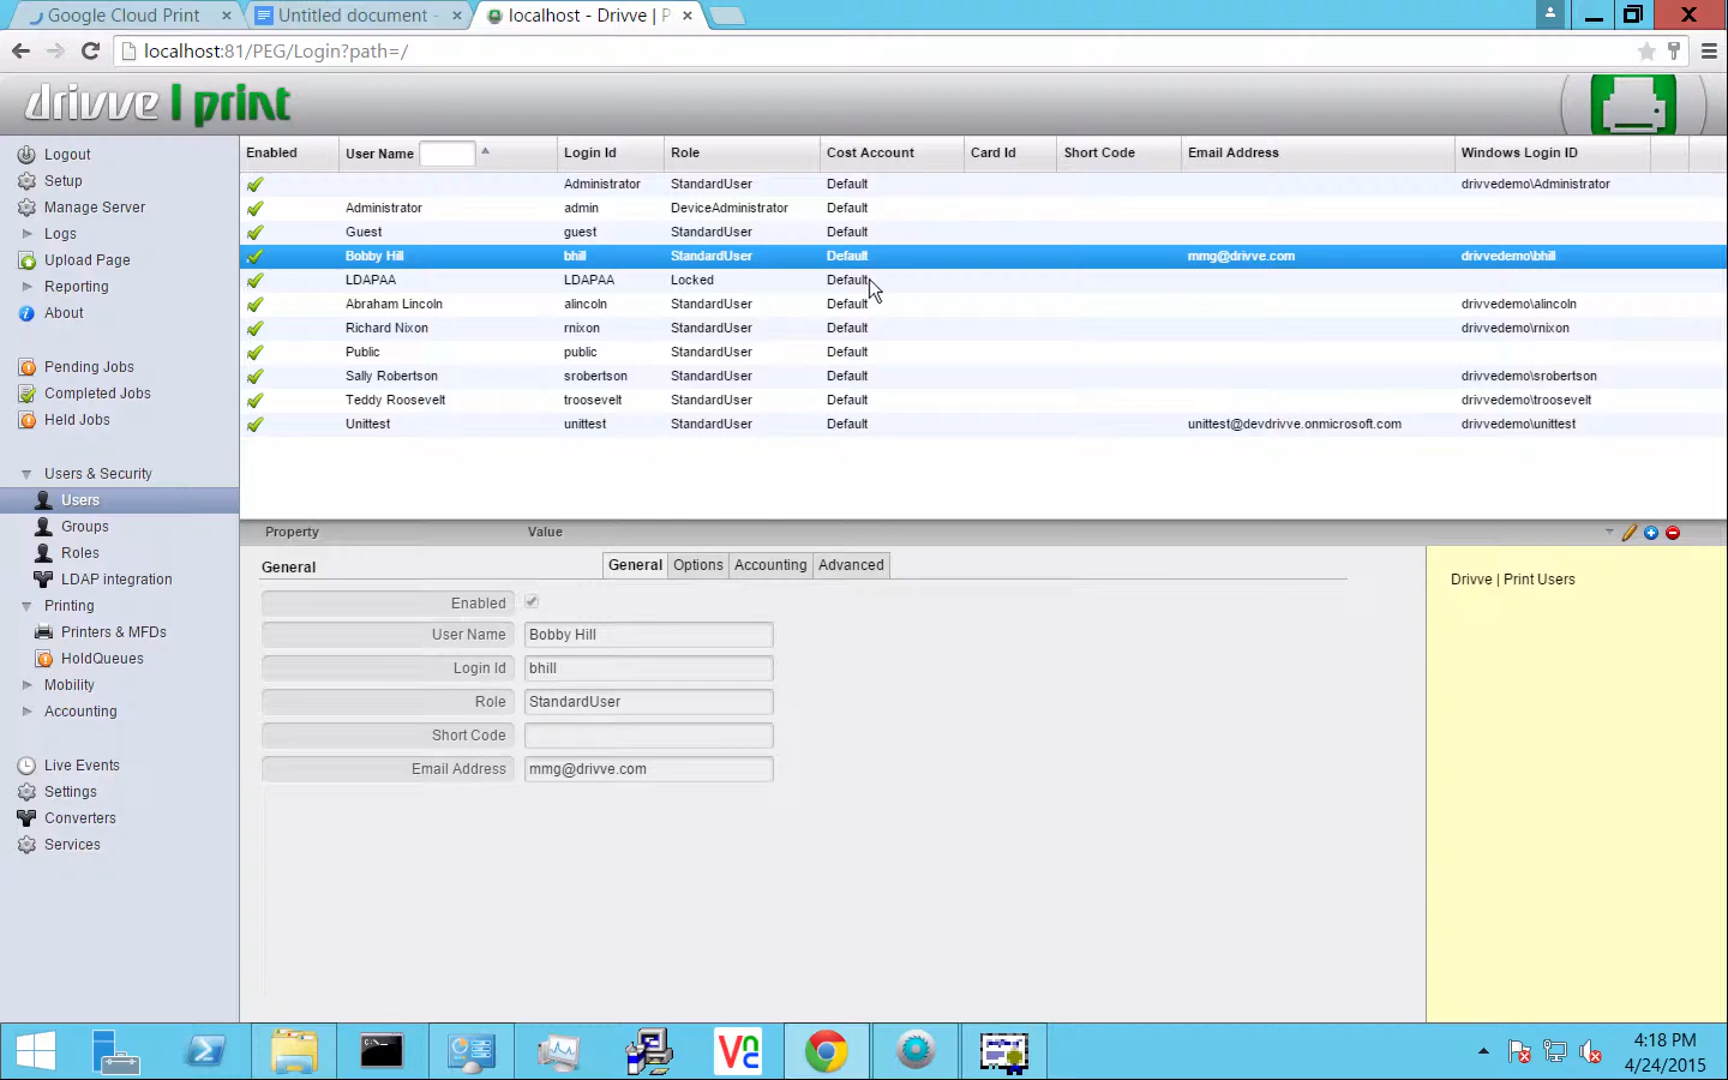 Google Cloud Print
Untitled document -
localhost - Drivve | P
localhost:81/PEG/Login?path=/
drivve | print
Logout
Setup
Manage Server
Logs
Upload Page
Reporting
About
Pending Jobs
Completed Jobs
Held Jobs
Users & Security
Users
Groups
Roles
LDAP integration
Printing
Printers & MFDs
HoldQueues
Mobility
Accounting
Live Events
Settings
Converters
Services
Enabled User Name Login Id Role Cost Account Card Id Short Code Email Address Windows Login ID
Administrator StandardUser Default drivvedemo\Administrator
Administrator admin DeviceAdministrator Default
Guest guest StandardUser Default
Bobby Hill bhill StandardUser Default mmg@drivve.com drivvedemo\bhill
LDAPAA LDAPAA Locked Default
Abraham Lincoln alincoln StandardUser Default drivvedemo\alincoln
Richard Nixon rnixon StandardUser Default drivvedemo\rnixon
Public public StandardUser Default
Sally Robertson srobertson StandardUser Default drivvedemo\srobertson
Teddy Roosevelt troosevelt StandardUser Default drivvedemo\troosevelt
Unittest unittest StandardUser Default unittest@devdrivve.onmicrosoft.com drivvedemo\unittest
Property Value
General General Options Accounting Advanced
Enabled
User Name Bobby Hill
Login Id bhill
Role StandardUser
Short Code
Email Address mmg@drivve.com
Drivve | Print Users
VNC
4:18 PM
4/24/2015